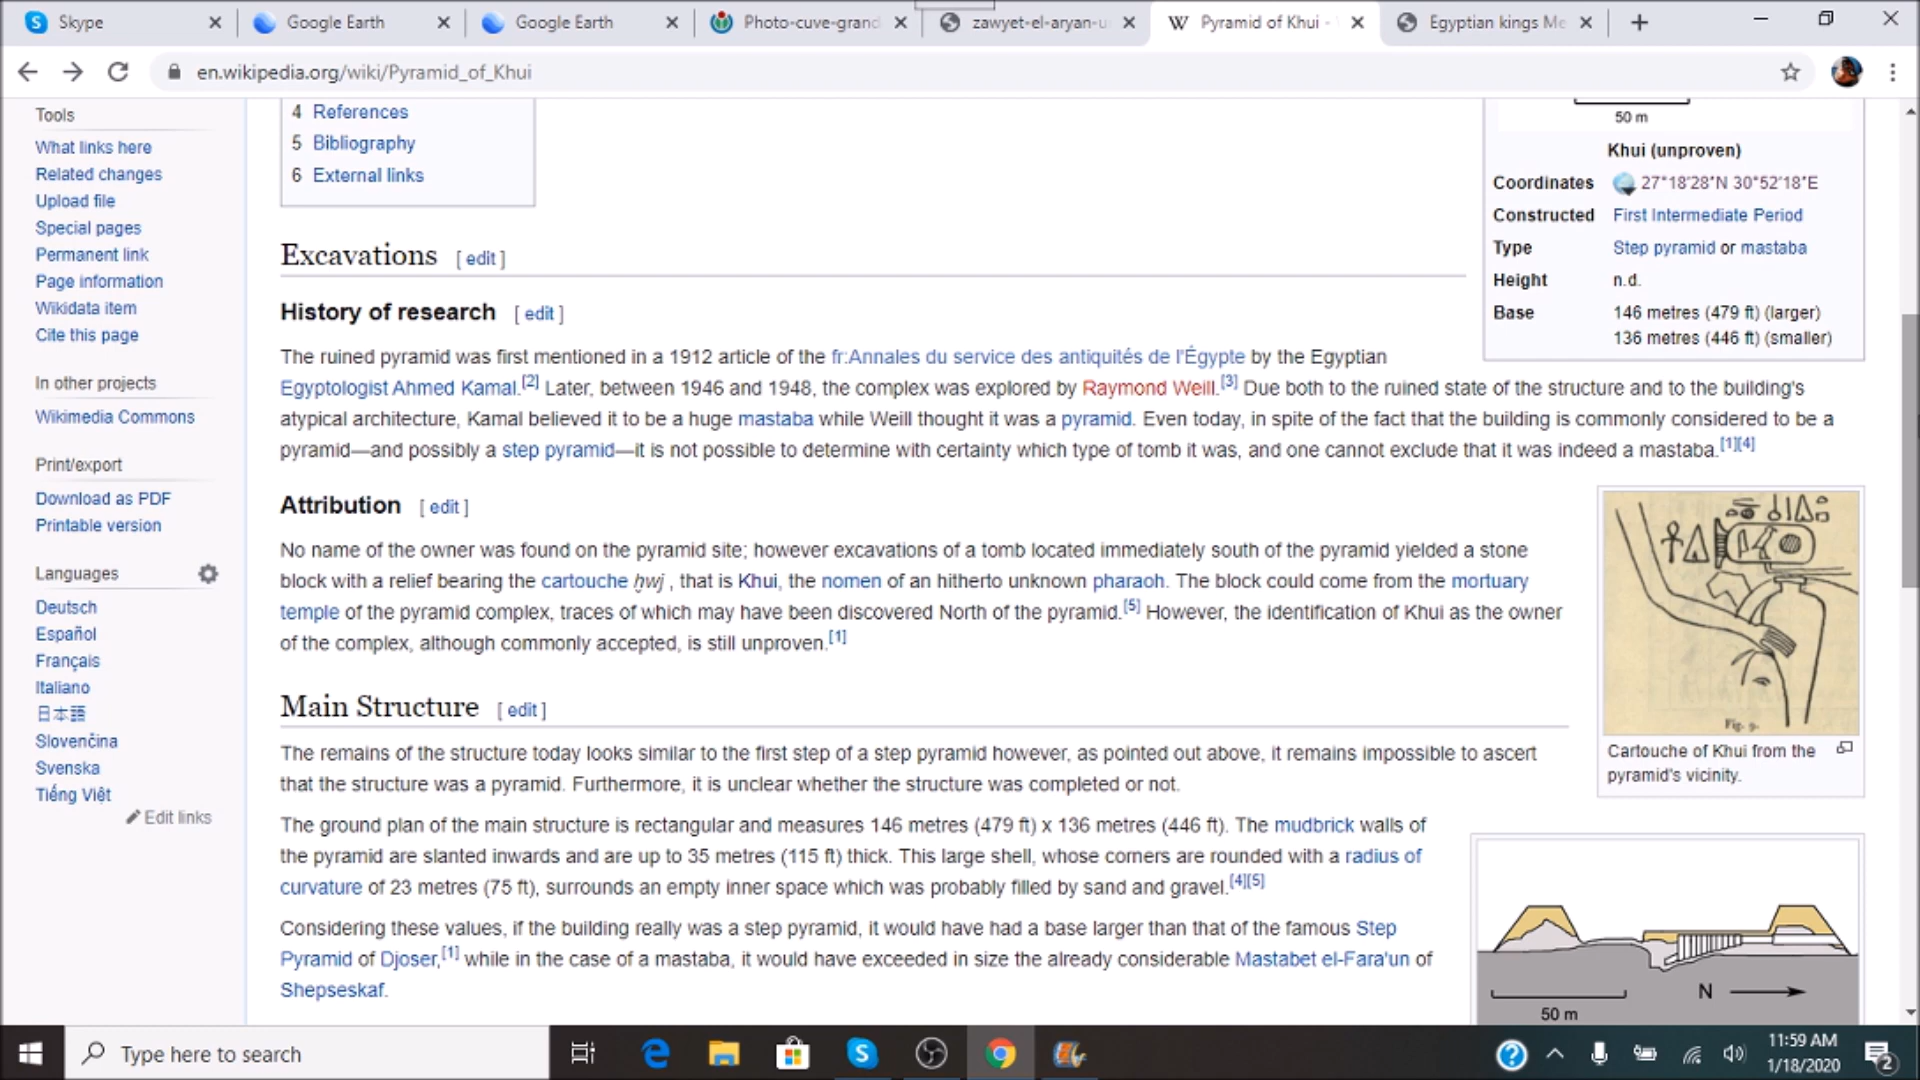 Skype
Google Earth
Google Earth
Photo-cuve-grand
zawyet-el-aryan-u
W Pyramid of Khui -
Egyptian kings Me
en.wikipedia.org/wiki/Pyramid_of_Khui
Tools
What links here
Related changes
Upload file
Special pages
Permanent link
Page information
Wikidata item
Cite this page
In other projects
Wikimedia Commons
Print/export
Download as PDF
Printable version
Languages
Deutsch
Español
Français
Italiano
日本語
Slovenčina
Svenska
Tiếng Việt
Edit links
4 References
5 Bibliography
6 External links
Excavations [ edit ]
History of research [ edit ]
The ruined pyramid was first mentioned in a 1912 article of the fr:Annales du service des antiquités de l'Égypte by the Egyptian
Egyptologist Ahmed Kamal.[2] Later, between 1946 and 1948, the complex was explored by Raymond Weill.[3] Due both to the ruined state of the structure and to the building's
atypical architecture, Kamal believed it to be a huge mastaba while Weill thought it was a pyramid. Even today, in spite of the fact that the building is commonly considered to be a
pyramid—and possibly a step pyramid—it is not possible to determine with certainty which type of tomb it was, and one cannot exclude that it was indeed a mastaba.[1][4]
Attribution [ edit ]
No name of the owner was found on the pyramid site; however excavations of a tomb located immediately south of the pyramid yielded a stone
block with a relief bearing the cartouche ḫwj , that is Khui, the nomen of an hitherto unknown pharaoh. The block could come from the mortuary
temple of the pyramid complex, traces of which may have been discovered North of the pyramid.[5] However, the identification of Khui as the owner
of the complex, although commonly accepted, is still unproven.[1]
Main Structure [ edit ]
The remains of the structure today looks similar to the first step of a step pyramid however, as pointed out above, it remains impossible to ascert
that the structure was a pyramid. Furthermore, it is unclear whether the structure was completed or not.
The ground plan of the main structure is rectangular and measures 146 metres (479 ft) x 136 metres (446 ft). The mudbrick walls of
the pyramid are slanted inwards and are up to 35 metres (115 ft) thick. This large shell, whose corners are rounded with a radius of
curvature of 23 metres (75 ft), surrounds an empty inner space which was probably filled by sand and gravel.[4][5]
Considering these values, if the building really was a step pyramid, it would have had a base larger than that of the famous Step
Pyramid of Djoser,[1] while in the case of a mastaba, it would have exceeded in size the already considerable Mastabet el-Fara'un of
Shepseskaf.
50 m
Khui (unproven)
Coordinates 27°18′28″N 30°52′18″E
Constructed First Intermediate Period
Type Step pyramid or mastaba
Height n.d.
Base 146 metres (479 ft) (larger)
136 metres (446 ft) (smaller)
Fig. 9.
Cartouche of Khui from the
pyramid's vicinity.
N
50 m
Type here to search
11:59 AM
1/18/2020
2